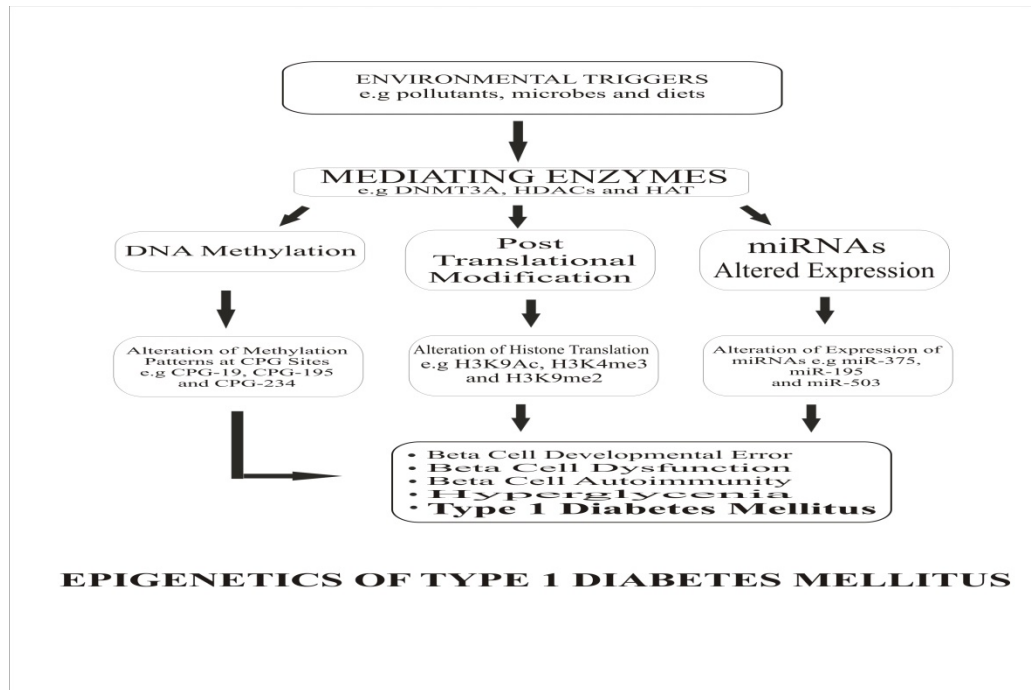 ENVIRONMENTAL TRIGGERS
e.g pollutants, microbes and diets
MEDIATING ENZYMES
e.g DNMT3A, HDACs and HAT
DNA Methylation
Post
Translational
Modification
miRNAs
Altered Expression
Alteration of Methylation
Patterns at CPG Sites
e.g CPG-19, CPG-195
and CPG-234
Alteration of Histone Translation
e.g H3K9Ac, H3K4me3
and H3K9me2
Alteration of Expression of
miRNAs e.g miR-375,
miR-195
and miR-503
• Beta Cell Developmental Error
• Beta Cell Dysfunction
• Beta Cell Autoimmunity
• Hyperglycenia
• Type 1 Diabetes Mellitus
EPIGENETICS OF TYPE 1 DIABETES MELLITUS